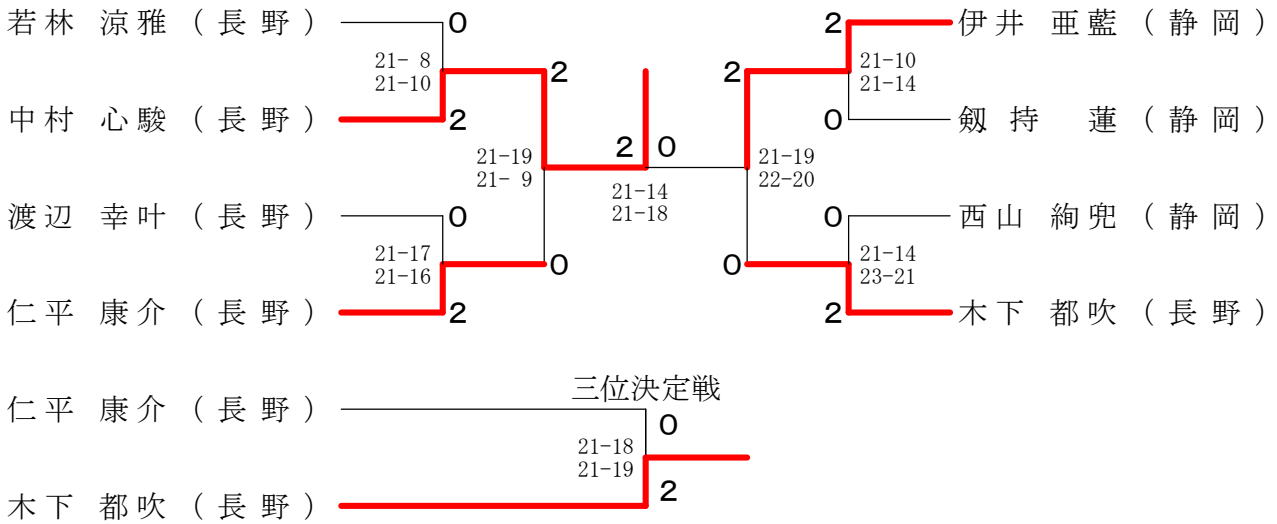 若林 涼雅 (長野) 0 2 伊井 亜藍 (静岡)
21- 8 21-10
21-10 2 2 21-14
中村 心駿 (長野) 2 0 剱持 蓮 (静岡)
21-19 2 0 21-19
21- 9 22-20
21-14
21-18
渡辺 幸叶 (長野) 0 0 西山 絢兜 (静岡)
21-17 21-14
21-16 0 0 23-21
仁平 康介 (長野) 2 2 木下 都吹 (長野)
三位決定戦
仁平 康介 (長野) 0
21-18
21-19
木下 都吹 (長野) 2